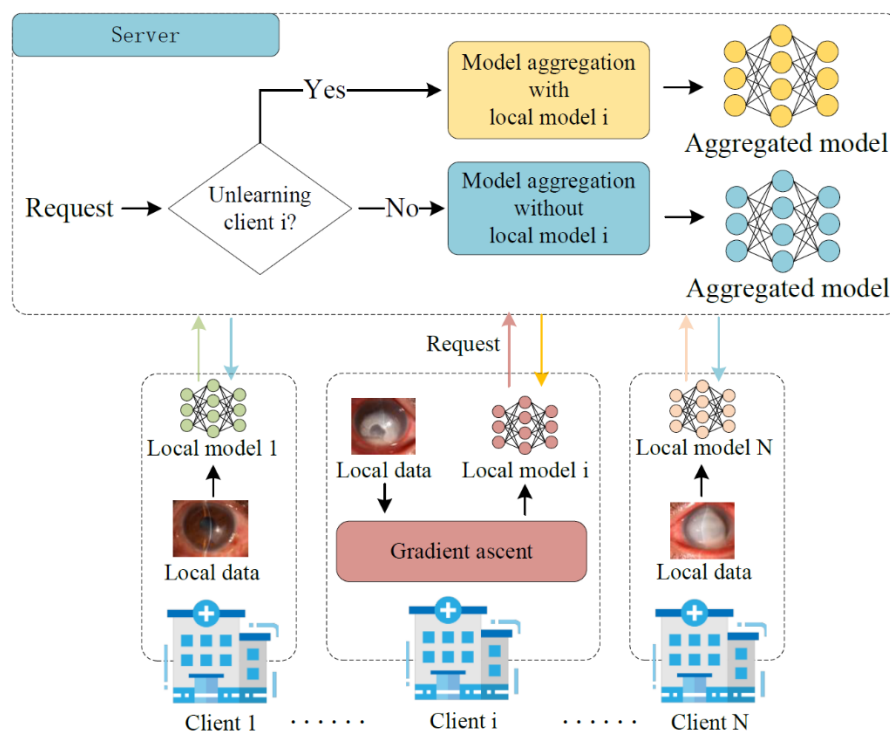 Server
Yes
Model aggregation
with
local model i
Aggregated model
Request
Unlearning
client i?
No
Model aggregation
without
local model i
Aggregated model
Request
Local model 1
Local data
Local data
Local model i
Gradient ascent
Local model N
Local data
Client 1
· · · · · ·
Client i
· · · · · ·
Client N